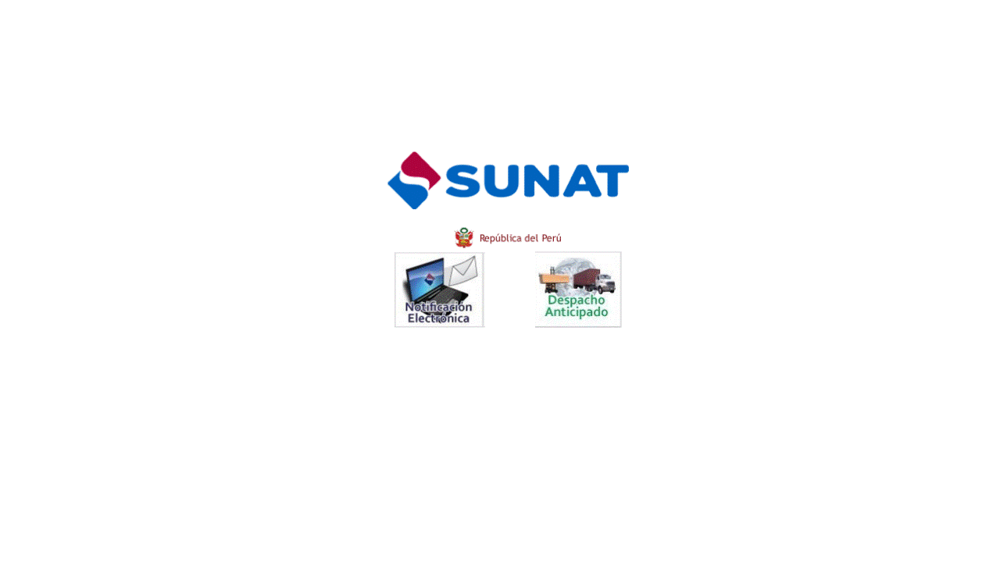 SUNAT
República del Perú
Notificación
Electrónica
Despacho
Anticipado